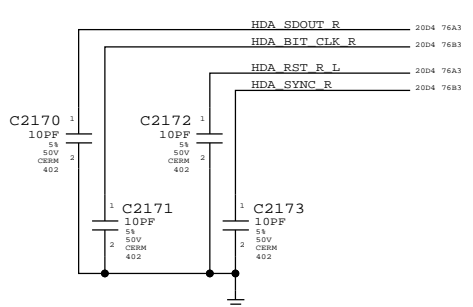 HDA_SDOUT_R 20D4 76A3
HDA_BIT_CLK_R 20D4 76B3
HDA_RST_R_L 20D4 76A3
HDA_SYNC_R 20D4 76B3
C2170
1
10PF
5%
50V
CERM
402
2
C2172
1
10PF
5%
50V
CERM
402
2
1
C2171
10PF
5%
50V
CERM
402
2
1
C2173
10PF
5%
50V
CERM
402
2